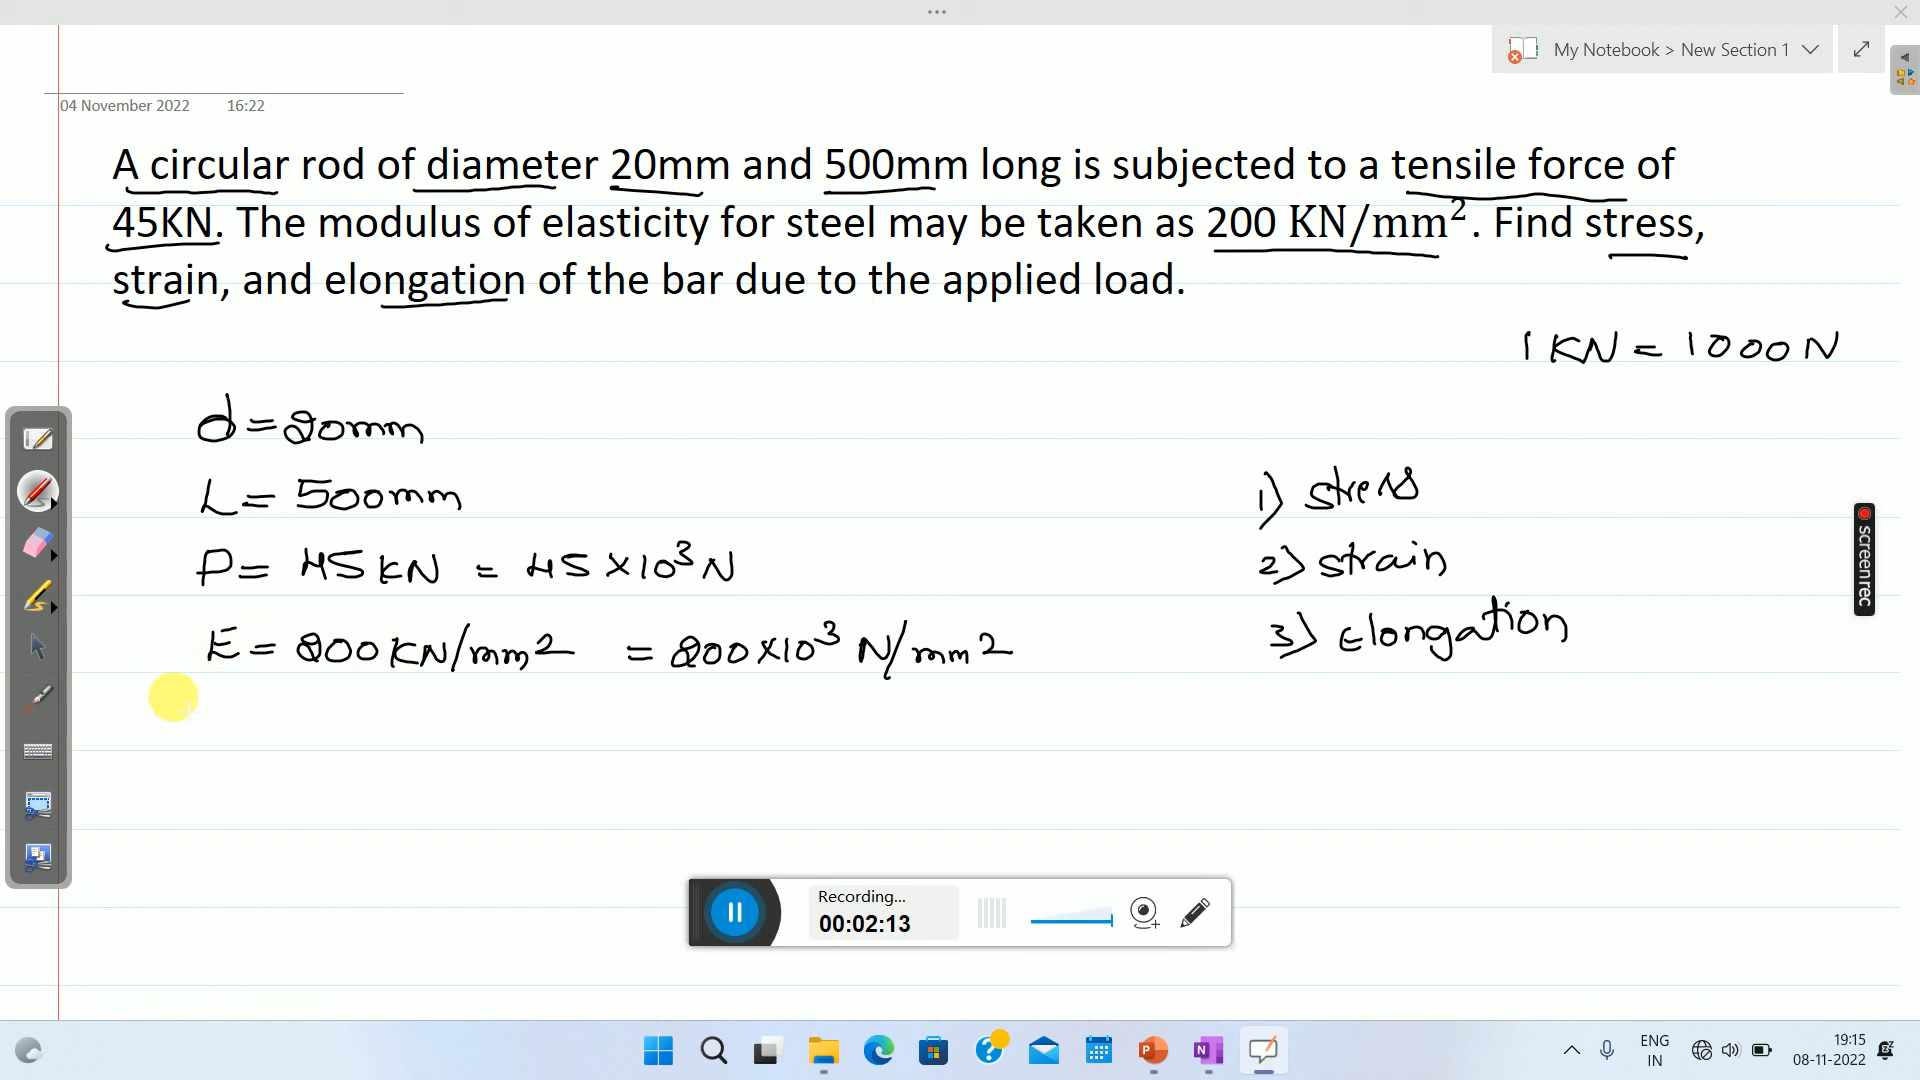 My Notebook > New Section 1
04 November 2022 16:22
A circular rod of diameter 20mm and 500mm long is subjected to a tensile force of
45KN. The modulus of elasticity for steel may be taken as 200 KN/mm². Find stress,
strain, and elongation of the bar due to the applied load.
1 KN = 1000 N
d = 20mm
L = 500mm
P = 45 KN = 45 × 10³ N
E = 200 KN/mm² = 200 × 10³ N/mm²
1) stress
2) strain
3) Elongation
screenrec
Recording...
00:02:13
ENG
IN
19:15
08-11-2022